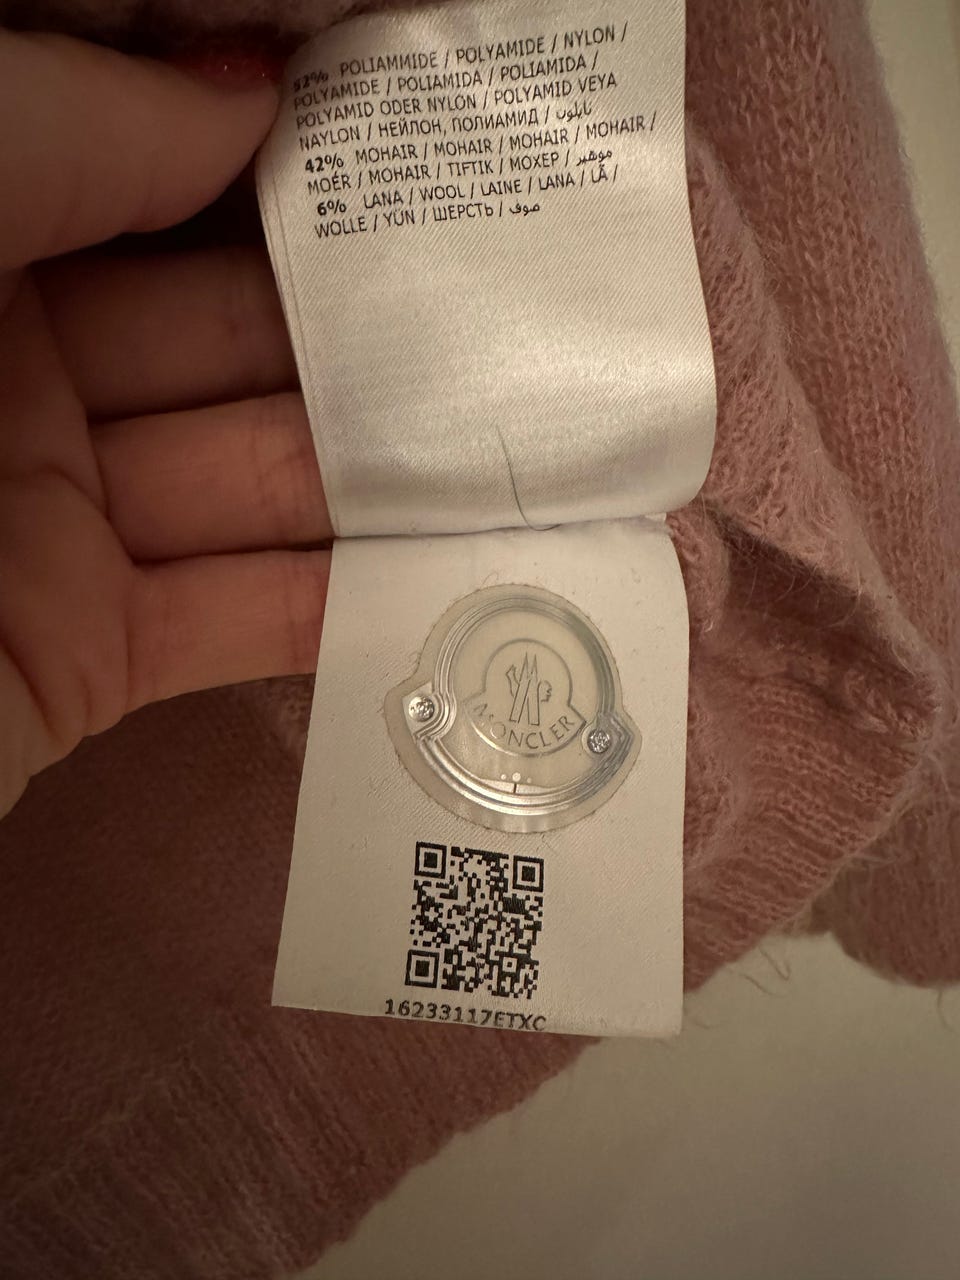 52% POLIAMMIDE / POLYAMIDE / NYLON /
POLYAMIDE / POLIAMIDA / POLIAMIDA /
POLYAMID ODER NYLON / POLYAMID VEYA
NAYLON / НЕЙЛОН, ПОЛИАМИД / نايلون
42% MOHAIR / MOHAIR / MOHAIR / MOHAIR /
MOÉR / MOHAIR / TIFTIK / МОХЕР / موهير
6% LANA / WOOL / LAINE / LANA / LÃ /
WOLLE / YÜN / ШЕРСТЬ / صوف
MONCLER
16233117ETXC